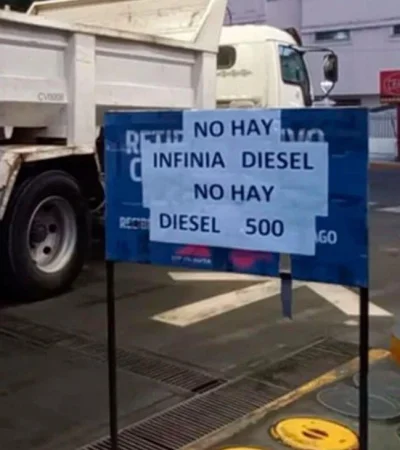 NO HAY
INFINIA DIESEL
NO HAY
DIESEL 500